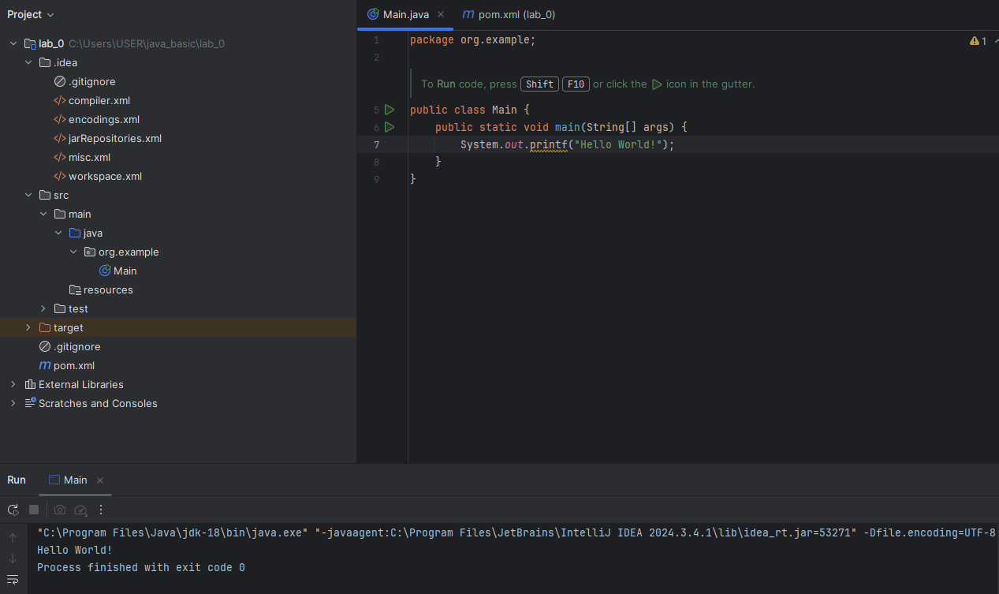 Project
lab_0 C:\Users\USER\java_basic\lab_0
.idea
.gitignore
compiler.xml
encodings.xml
jarRepositories.xml
misc.xml
workspace.xml
src
main
java
org.example
Main
resources
test
target
.gitignore
pom.xml
External Libraries
Scratches and Consoles
Main.java pom.xml (lab_0)
1 package org.example; 1
2
To Run code, press Shift F10 or click the icon in the gutter.
5 public class Main {
6 public static void main(String[] args) {
7 System.out.printf("Hello World!");
8 }
9 }
Run Main
"C:\Program Files\Java\jdk-18\bin\java.exe" "-javaagent:C:\Program Files\JetBrains\IntelliJ IDEA 2024.3.4.1\lib\idea_rt.jar=53271" -Dfile.encoding=UTF-8
Hello World!
Process finished with exit code 0